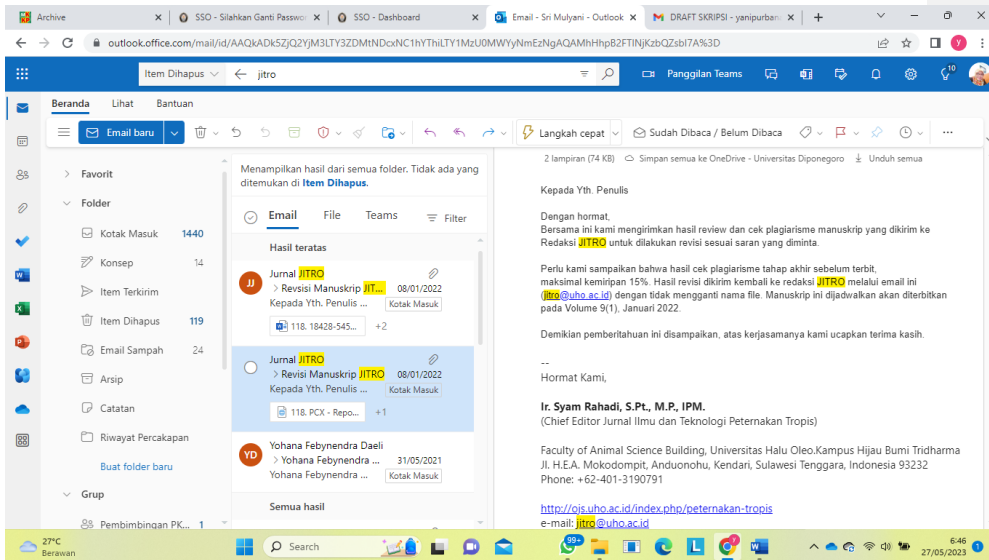 Archive
SSO - Silahkan Ganti Passwo
SSO - Dashboard
Email - Sri Mulyani - Outlook
DRAFT SKRIPSI - yanipurbani
outlook.office.com/mail/id/AAQkADk5ZjQ2YjM3LTY3ZDMtNDcxNC1hYThiLTY1MzU0MWYyNmEzNgAQAMhHhpB2FTlNjKzbQZsbI7A%3D
Y
Item Dihapus
jitro
Panggilan Teams
10
Beranda Lihat Bantuan
Email baru
Langkah cepat
Sudah Dibaca / Belum Dibaca
Favorit
Folder
Kotak Masuk 1440
Konsep 14
Item Terkirim
Item Dihapus 119
Email Sampah 24
Arsip
Catatan
Riwayat Percakapan
Buat folder baru
Grup
Pembimbingan PK... 1
Menampilkan hasil dari semua folder. Tidak ada yang
ditemukan di Item Dihapus.
Email File Teams Filter
Hasil teratas
JJ
Jurnal JITRO
> Revsisi Manuskrip JIT... 08/01/2022
Kepada Yth. Penulis ... Kotak Masuk
118. 18428-545... +2
Jurnal JITRO
> Revisi Manuskrip JITRO 08/01/2022
Kepada Yth. Penulis ... Kotak Masuk
118. PCX - Repo... +1
YD
Yohana Febynendra Daeli
> Yohana Febynendra ... 31/05/2021
Yohana Febynendra ... Kotak Masuk
Semua hasil
2 lampiran (74 KB) Simpan semua ke OneDrive - Universitas Diponegoro Unduh semua
Kepada Yth. Penulis
Dengan hormat,
Bersama ini kami mengirimkan hasil review dan cek plagiarisme manuskrip yang dikirim ke
Redaksi JITRO untuk dilakukan revisi sesuai saran yang diminta.
Perlu kami sampaikan bahwa hasil cek plagiarisme tahap akhir sebelum terbit,
maksimal kemiripan 15%. Hasil revisi dikirim kembali ke redaksi JITRO melalui email ini
(jitro@uho.ac.id) dengan tidak mengganti nama file. Manuskrip ini dijadwalkan akan diterbitkan
pada Volume 9(1), Januari 2022.
Demikian pemberitahuan ini disampaikan, atas kerjasamanya kami ucapkan terima kasih.
--
Hormat Kami,
Ir. Syam Rahadi, S.Pt., M.P., IPM.
(Chief Editor Jurnal Ilmu dan Teknologi Peternakan Tropis)
Faculty of Animal Science Building, Universitas Halu Oleo.Kampus Hijau Bumi Tridharma
Jl. H.E.A. Mokodompit, Anduonohu, Kendari, Sulawesi Tenggara, Indonesia 93232
Phone: +62-401-3190791
http://ojs.uho.ac.id/index.php/peternakan-tropis
e-mail: jitro@uho.ac.id
27°C
Berawan
Search
99+
6:46
27/05/2023
1